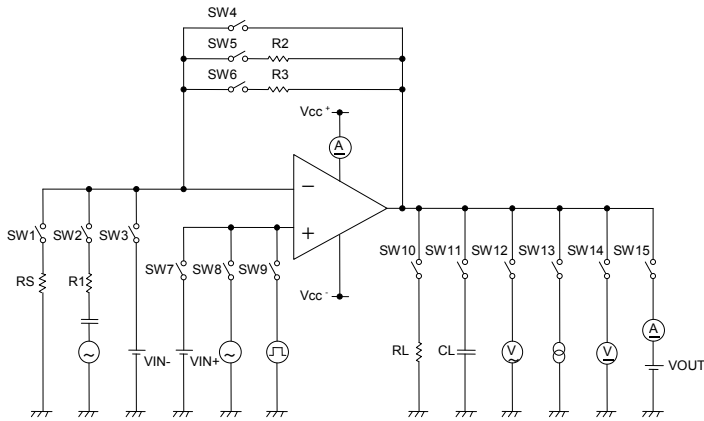 SW4
SW5 R2
SW6 R3
Vcc+
A
−
+
SW1 SW2 SW3
SW7 SW8 SW9
SW10 SW11 SW12 SW13 SW14 SW15
RS R1
Vcc-
VIN- VIN+
RL CL V V A
VOUT